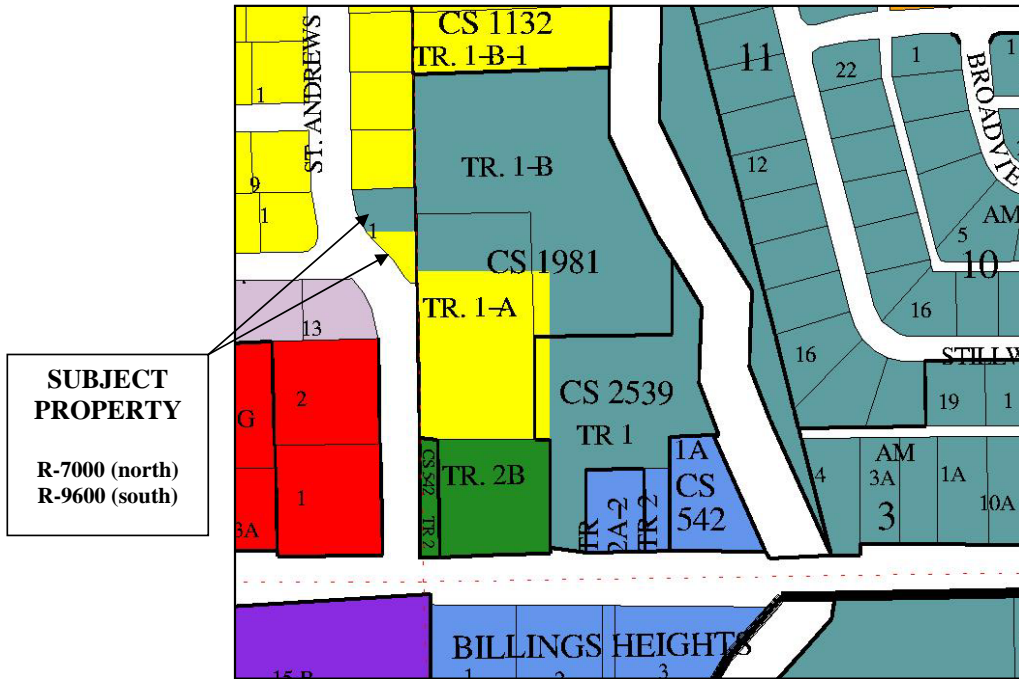 CS 1132
TR. 1-B-1
ST. ANDREWS
1
9
1
1
13
2
1
G
3A
TR. 1-B
CS 1981
TR. 1-A
CS 2539
TR 1
CS 542
TR 2
TR. 2B
TR
2A-2
TR 2
1A
CS
542
11
22
1
1
BROADVIE
12
AM
5
10
16
16
STILLW
19
1
4
AM
3A
1A
3
10A
SUBJECT
PROPERTY
R-7000 (north)
R-9600 (south)
BILLINGS HEIGHTS
15-B
1
2
3